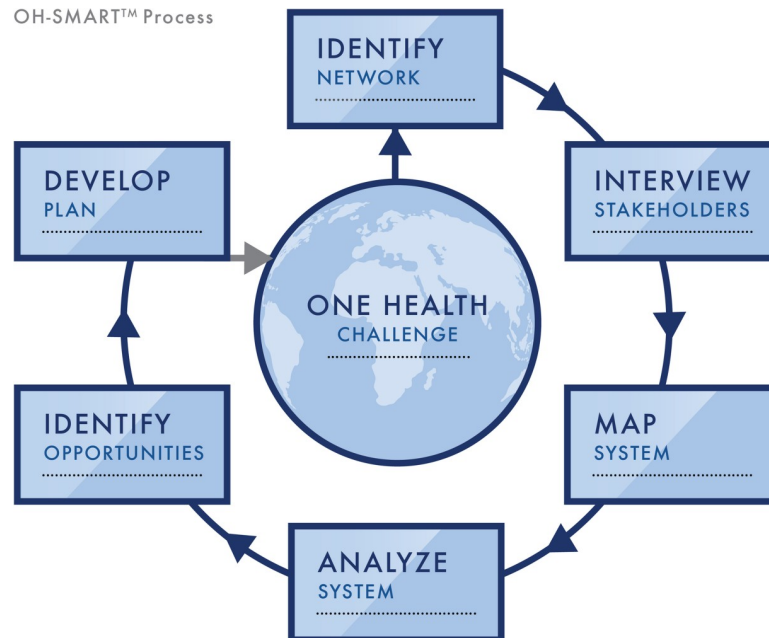 OH-SMART™ Process
IDENTIFY
NETWORK
INTERVIEW
STAKEHOLDERS
MAP
SYSTEM
ANALYZE
SYSTEM
IDENTIFY
OPPORTUNITIES
DEVELOP
PLAN
ONE HEALTH
CHALLENGE